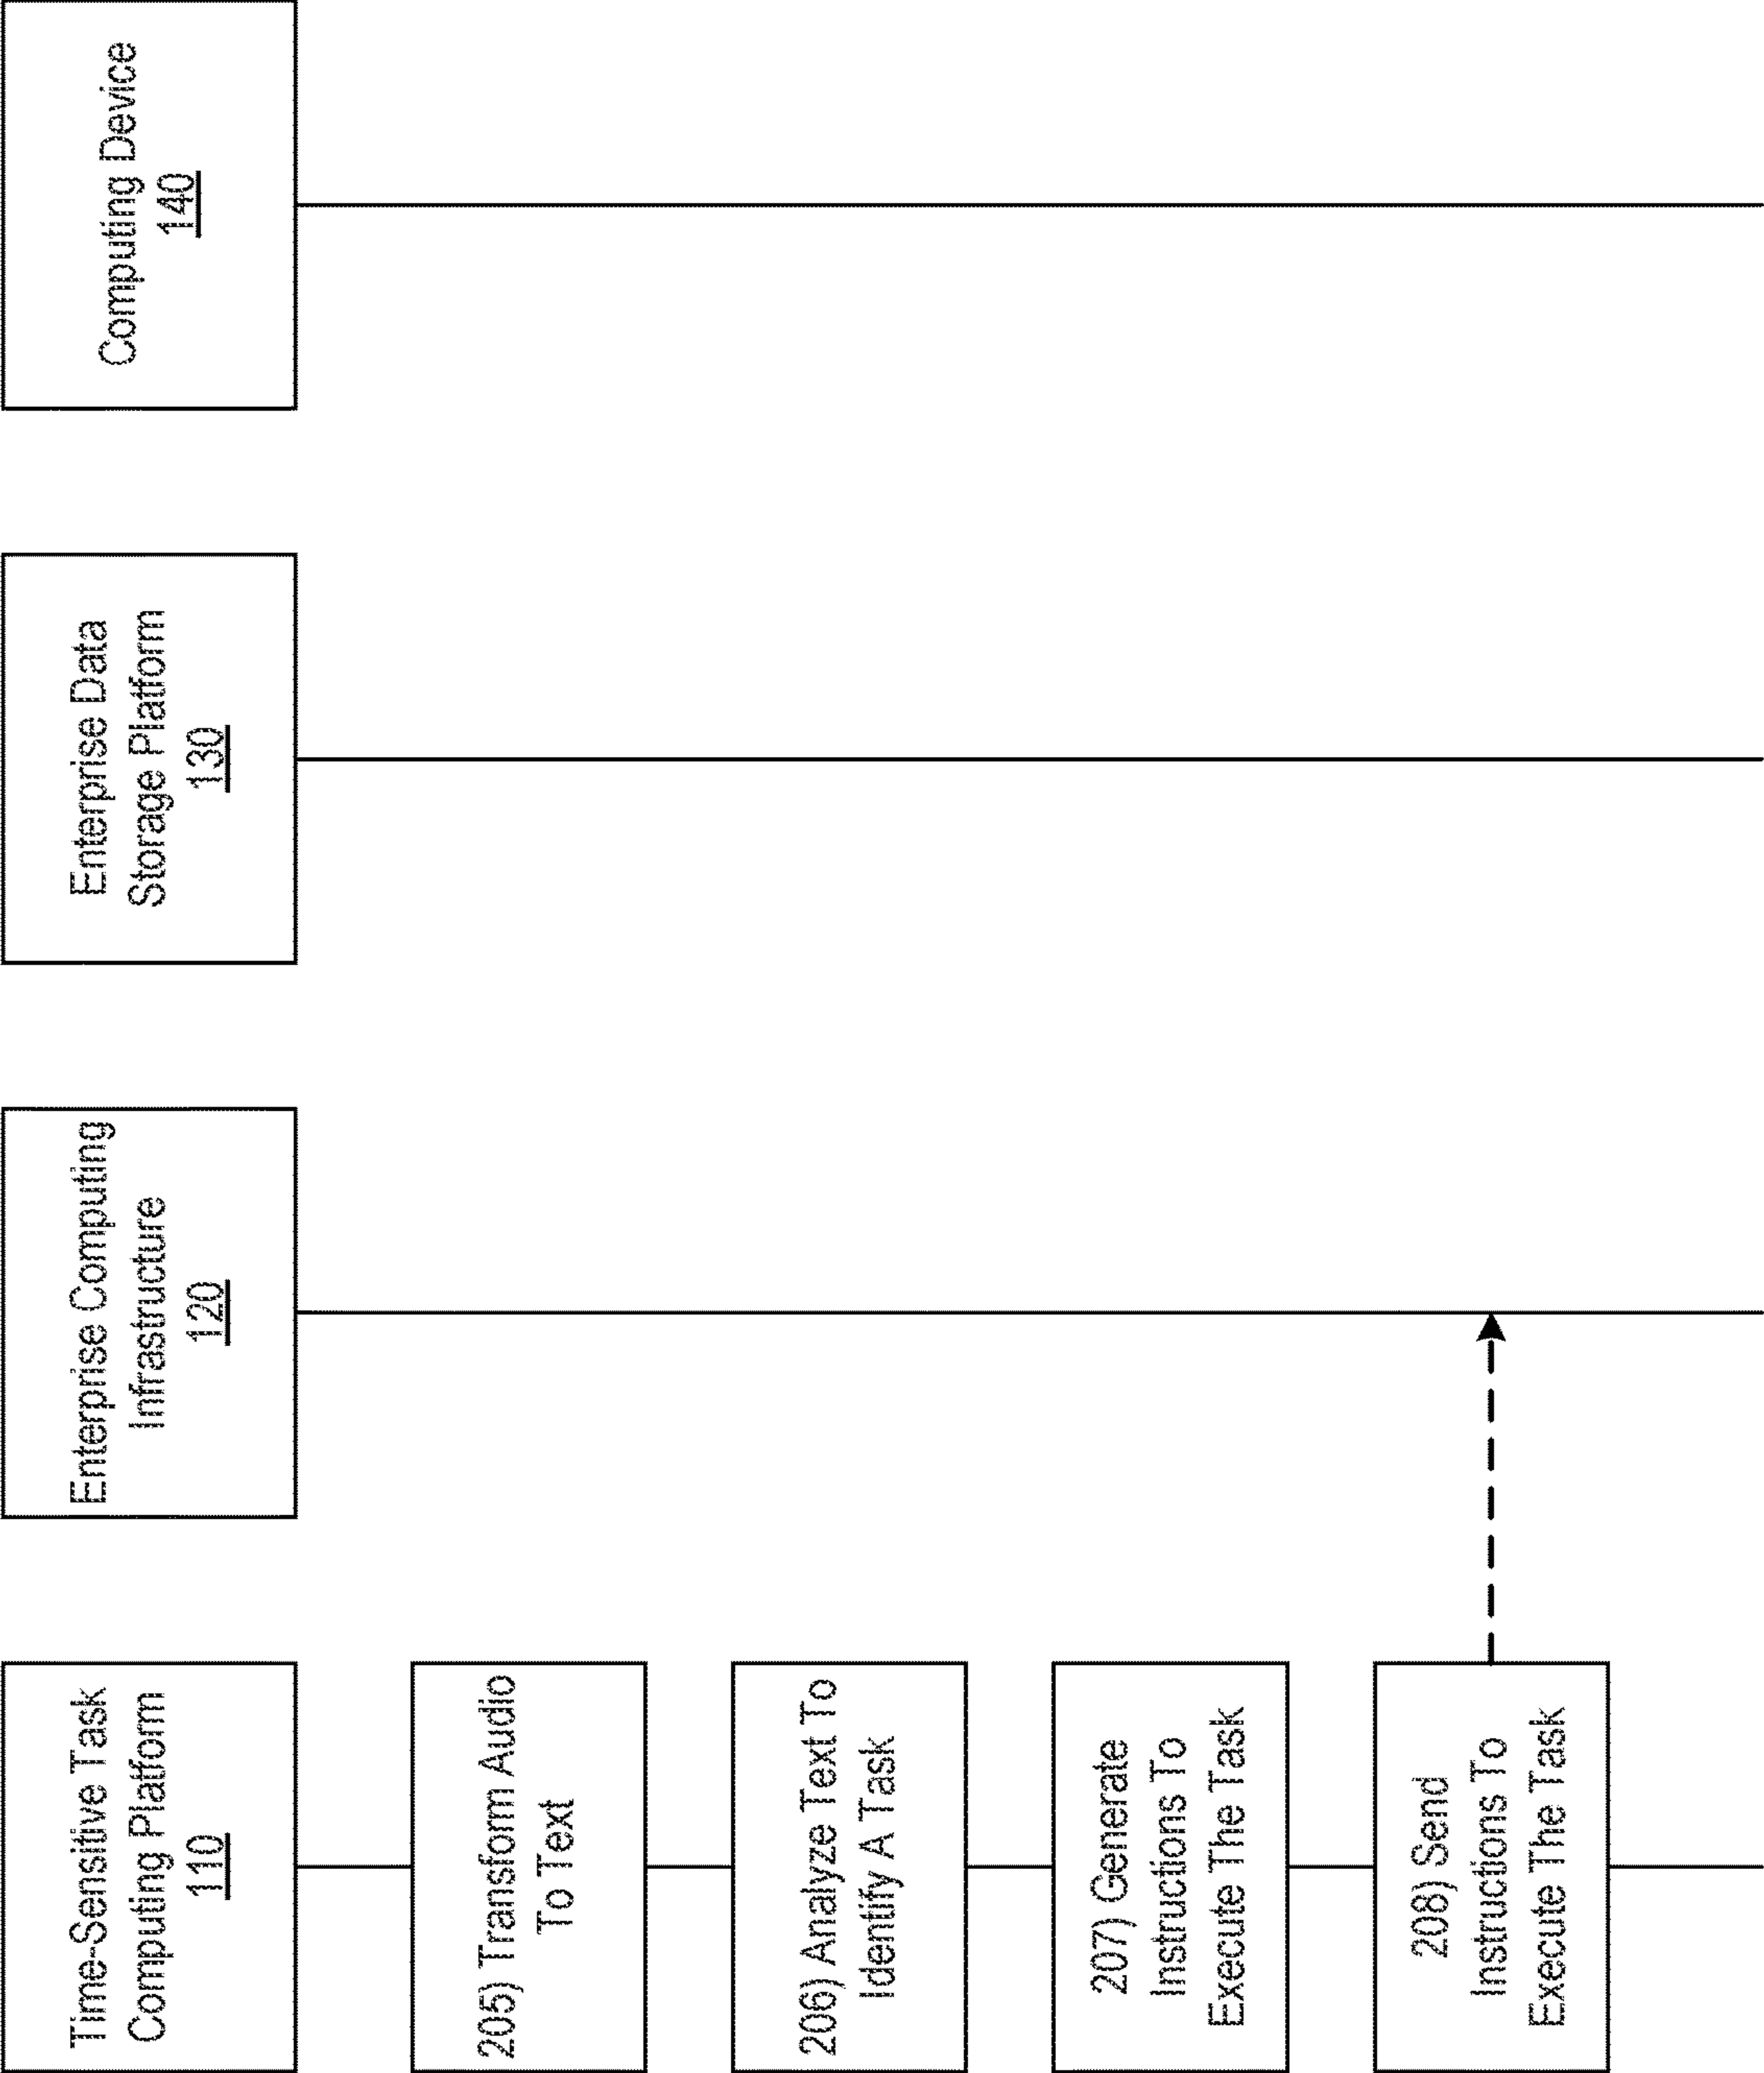 Time-Sensitive Task
Computing Platform
110
Enterprise Computing
Infrastructure
120
Enterprise Data
Storage Platform
130
Computing Device
140
205) Transform Audio
To Text
206) Analyze Text To
Identify A Task
207) Generate
Instructions To
Execute The Task
208) Send
Instructions To
Execute The Task